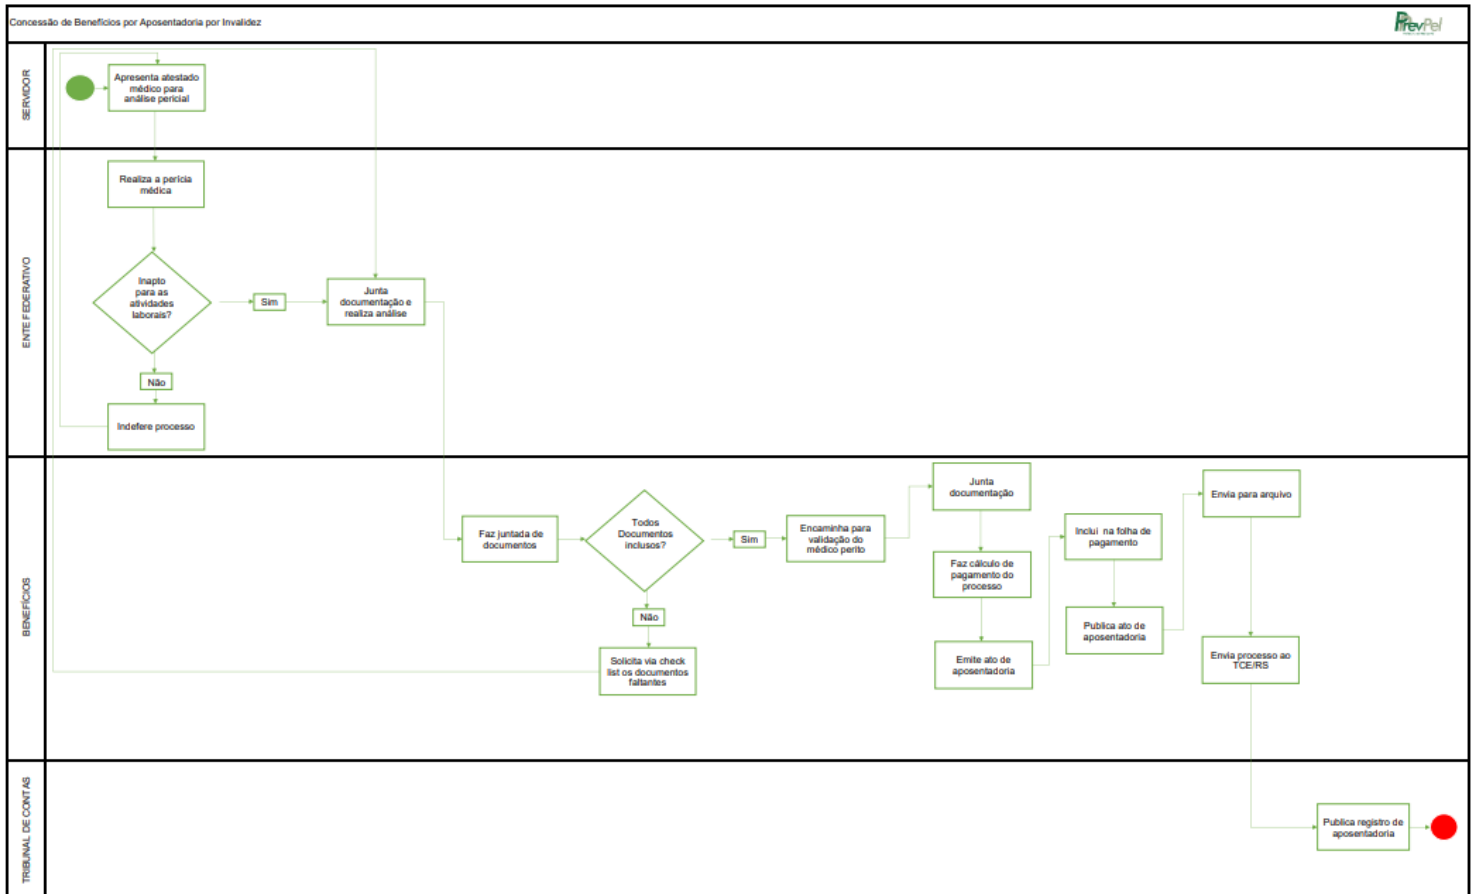 Concessão de Benefícios por Aposentadoria por Invalidez
PrevPel
SERVIDOR
Apresenta atestado
médico para
análise pericial
ENTE FEDERATIVO
Realiza a perícia
médica
Inapto
para as
atividades
laborais?
Sim
Junta
documentação e
realiza análise
Não
Indefere processo
BENEFÍCIOS
Faz juntada de
documentos
Todos
Documentos
inclusos?
Sim
Encaminha para
validação do
médico perito
Não
Solicita via check
list os documentos
faltantes
Junta
documentação
Faz cálculo de
pagamento do
processo
Emite ato de
aposentadoria
Inclui na folha de
pagamento
Publica ato de
aposentadoria
Envia para arquivo
Envia processo ao
TCE/RS
TRIBUNAL DE CONTAS
Publica registro de
aposentadoria